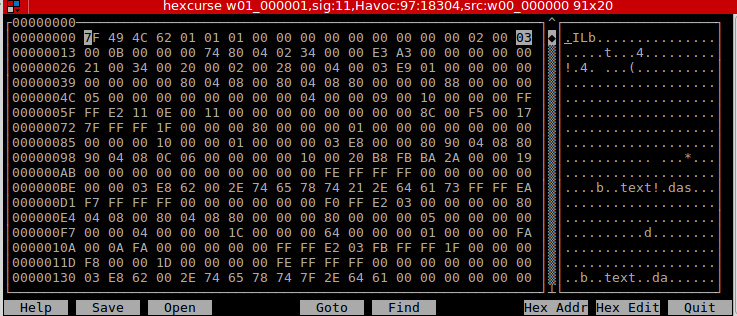 hexcurse w01_000001,sig:11,Havoc:97:18304,src:w00_000000 91x20
00000000
00000000 7F 49 4C 62 01 01 01 00 00 00 00 00 00 00 00 00 02 00 03 _ILb...............
00000013 00 0B 00 00 00 74 80 04 02 34 00 00 E3 A3 00 00 00 00 00 .....t...4.........
00000026 21 00 34 00 20 00 02 00 28 00 04 00 03 E9 01 00 00 00 00 !.4. ...(..........
00000039 00 00 00 00 80 04 08 00 80 04 08 80 00 00 00 88 00 00 00 ...................
0000004C 05 00 00 00 00 00 00 00 04 00 00 00 09 00 10 00 00 00 FF ...................
0000005F FF E2 11 0E 00 11 00 00 00 00 00 00 00 00 8C 00 F5 00 17 ...................
00000072 7F FF FF 1F 00 00 00 80 00 00 00 01 00 00 00 00 00 00 00 ...................
00000085 00 00 00 10 00 00 01 00 00 00 03 E8 00 00 80 90 04 08 80 ...................
00000098 90 04 08 0C 06 00 00 00 00 10 00 20 B8 FB BA 2A 00 00 19 ........... ...*...
000000AB 00 00 00 00 00 00 00 00 FE FF FF FF 00 00 00 00 00 00 00 ...................
000000BE 00 00 03 E8 62 00 2E 74 65 78 74 21 2E 64 61 73 FF FF EA ....b..text!.das...
000000D1 F7 FF FF FF 00 00 00 00 00 F0 FF E2 03 00 00 00 00 00 80 ...................
000000E4 04 08 00 80 04 08 80 00 00 00 80 00 00 00 05 00 00 00 00 ...................
000000F7 00 00 04 00 00 00 1C 00 00 00 00 64 00 00 00 01 00 00 FA ...........d.......
0000010A 00 0A FA 00 00 00 00 00 00 FF FF E2 03 FB FF FF 1F 00 00 ...................
0000011D F8 00 00 1D 00 00 00 00 FE FF FF FF 00 00 00 00 00 00 00 ...................
00000130 03 E8 62 00 2E 74 65 78 74 7F 2E 64 61 00 00 00 00 00 00 ..b..text..da......
Help Save Open Goto Find Hex Addr Hex Edit Quit